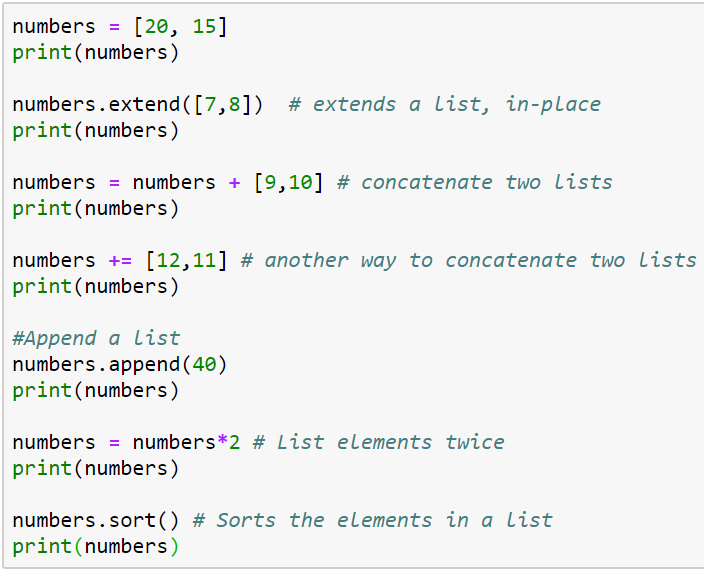 numbers = [20, 15]
print(numbers)
numbers.extend([7,8])  # extends a list, in-place
print(numbers)
numbers = numbers + [9,10] # concatenate two lists
print(numbers)
numbers += [12,11] # another way to concatenate two lists
print(numbers)
#Append a list
numbers.append(40)
print(numbers)
numbers = numbers*2 # List elements twice
print(numbers)
numbers.sort() # Sorts the elements in a list
print(numbers)